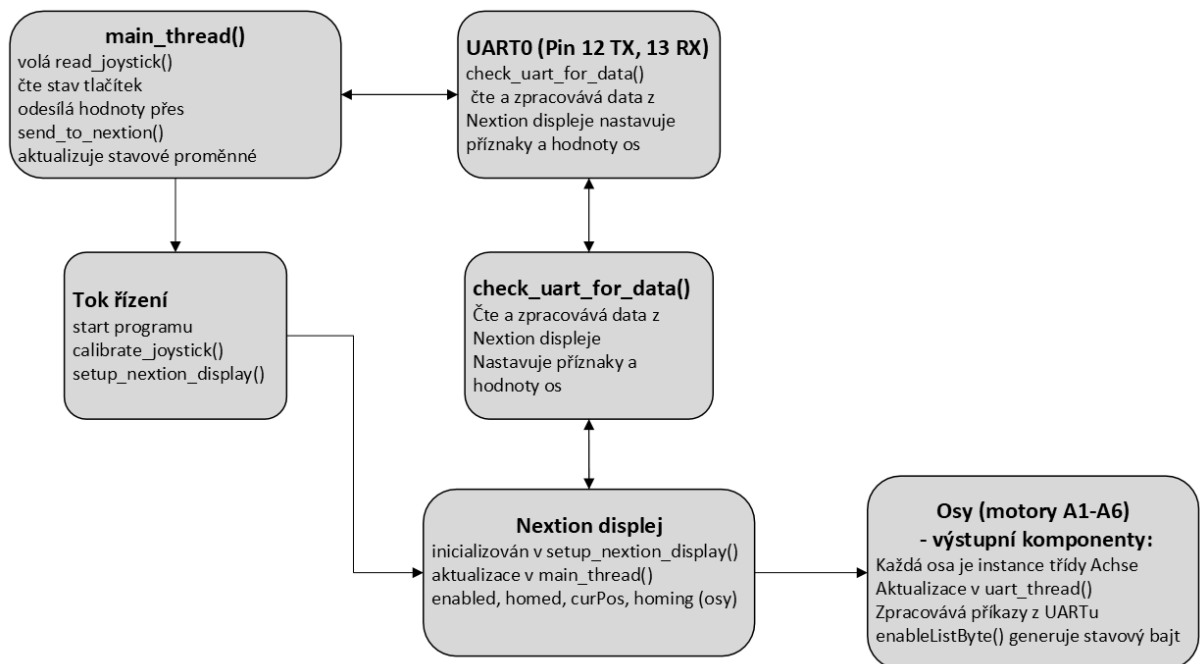 main_thread()
volá read_joystick()
čte stav tlačítek
odesílá hodnoty přes
send_to_nextion()
aktualizuje stavové proměnné
UART0 (Pin 12 TX, 13 RX)
check_uart_for_data()
čte a zpracovává data z
Nextion displeje nastavuje
příznaky a hodnoty os
Tok řízení
start programu
calibrate_joystick()
setup_nextion_display()
check_uart_for_data()
Čte a zpracovává data z
Nextion displeje
Nastavuje příznaky a
hodnoty os
Nextion displej
inicializován v setup_nextion_display()
aktualizace v main_thread()
enabled, homed, curPos, homing (osy)
Osy (motory A1-A6)
- výstupní komponenty:
Každá osa je instance třídy Achse
Aktualizace v uart_thread()
Zpracovává příkazy z UARTu
enableListByte() generuje stavový bajt